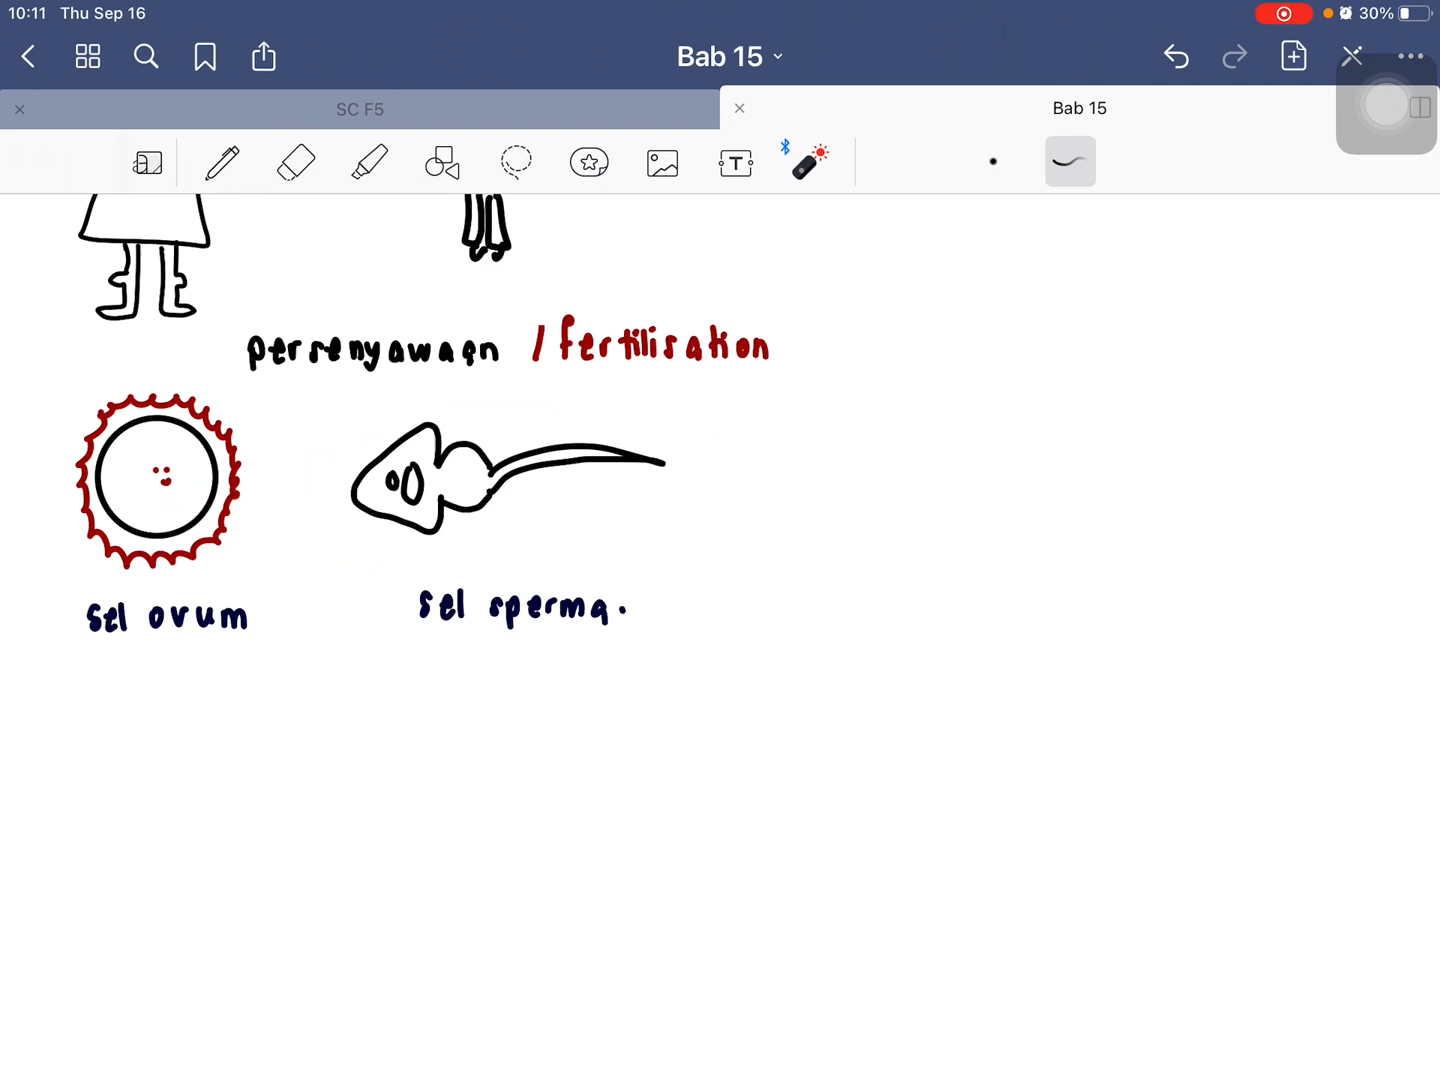 10:11 Thu Sep 16 30%
Bab 15
SC F5 Bab 15
T
persenyawaan / fertilisation
sel ovum sel sperma.